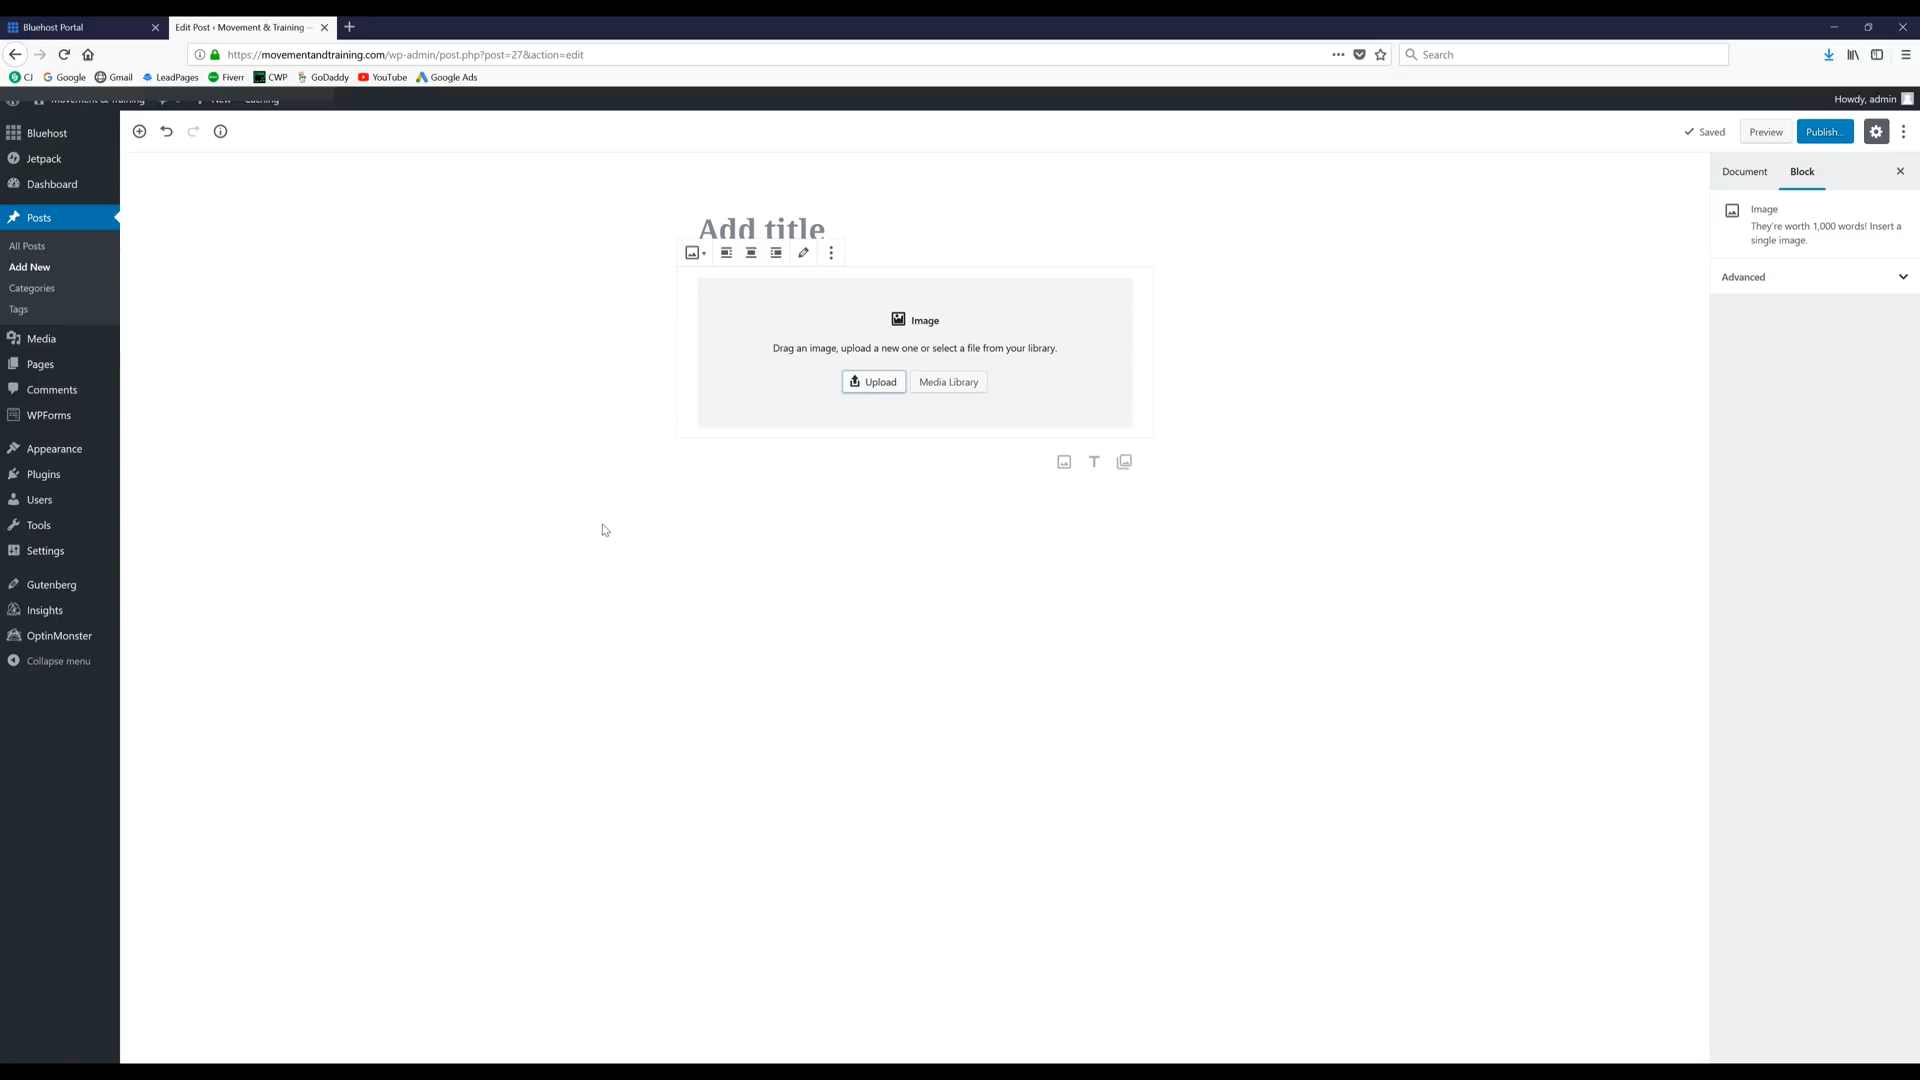 Bluehost Portal
Edit Post ‹ Movement & Training —
https://movementandtraining.com/wp-admin/post.php?post=27&action=edit
Search
CJ Google Gmail LeadPages Fiverr CWP GoDaddy YouTube Google Ads
Movement & Training New Caching Howdy, admin
Saved Preview Publish...
Bluehost
Jetpack
Dashboard
Posts
All Posts
Add New
Categories
Tags
Media
Pages
Comments
WPForms
Appearance
Plugins
Users
Tools
Settings
Gutenberg
Insights
OptinMonster
Collapse menu
Add title
Image
Drag an image, upload a new one or select a file from your library.
Upload Media Library
Document Block
Image
They're worth 1,000 words! Insert a
single image.
Advanced